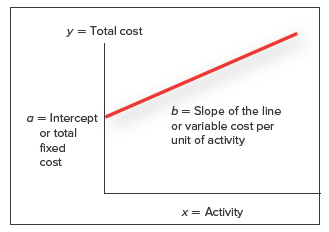 y = Total cost
a = Intercept
or total
fixed
cost
b = Slope of the line
or variable cost per
unit of activity
x = Activity